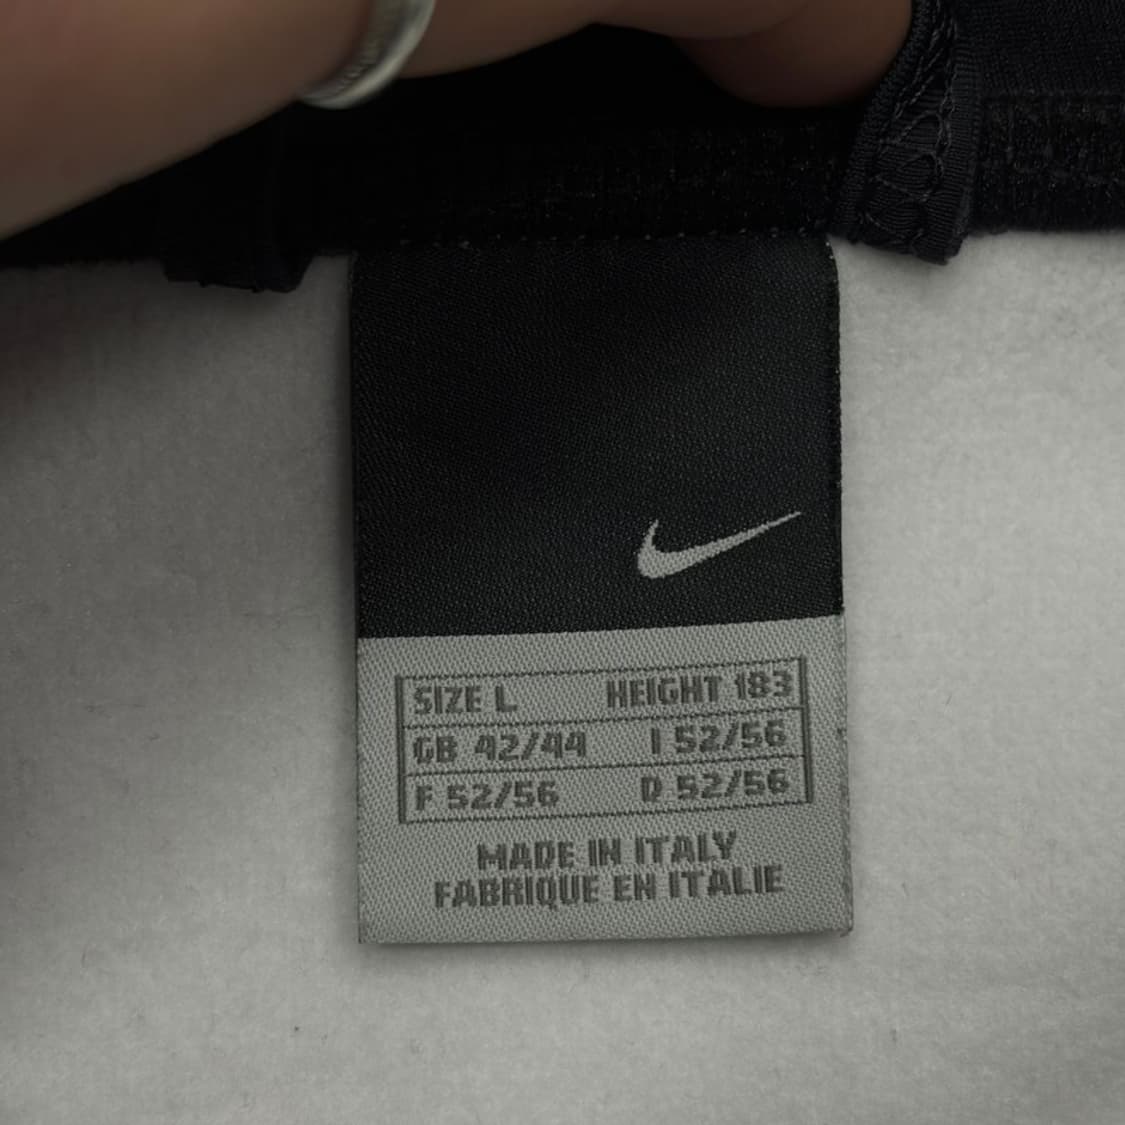 SIZE L HEIGHT 183
GB 42/44 I 52/56
F 52/56 D 52/56
MADE IN ITALY
FABRIQUE EN ITALIE